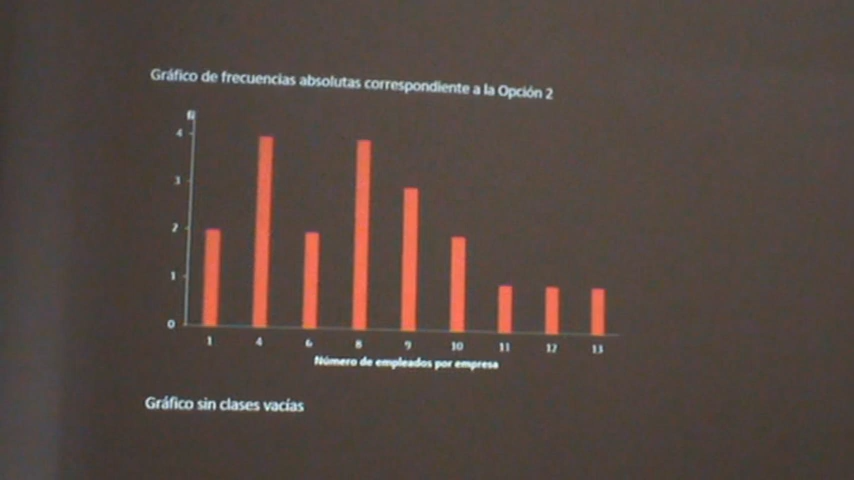 Gráfico de frecuencias absolutas correspondiente a la Opción 2
fi
4
3
2
1
0
1 4 6 8 9 10 11 12 13
Número de empleados por empresa
Gráfico sin clases vacías